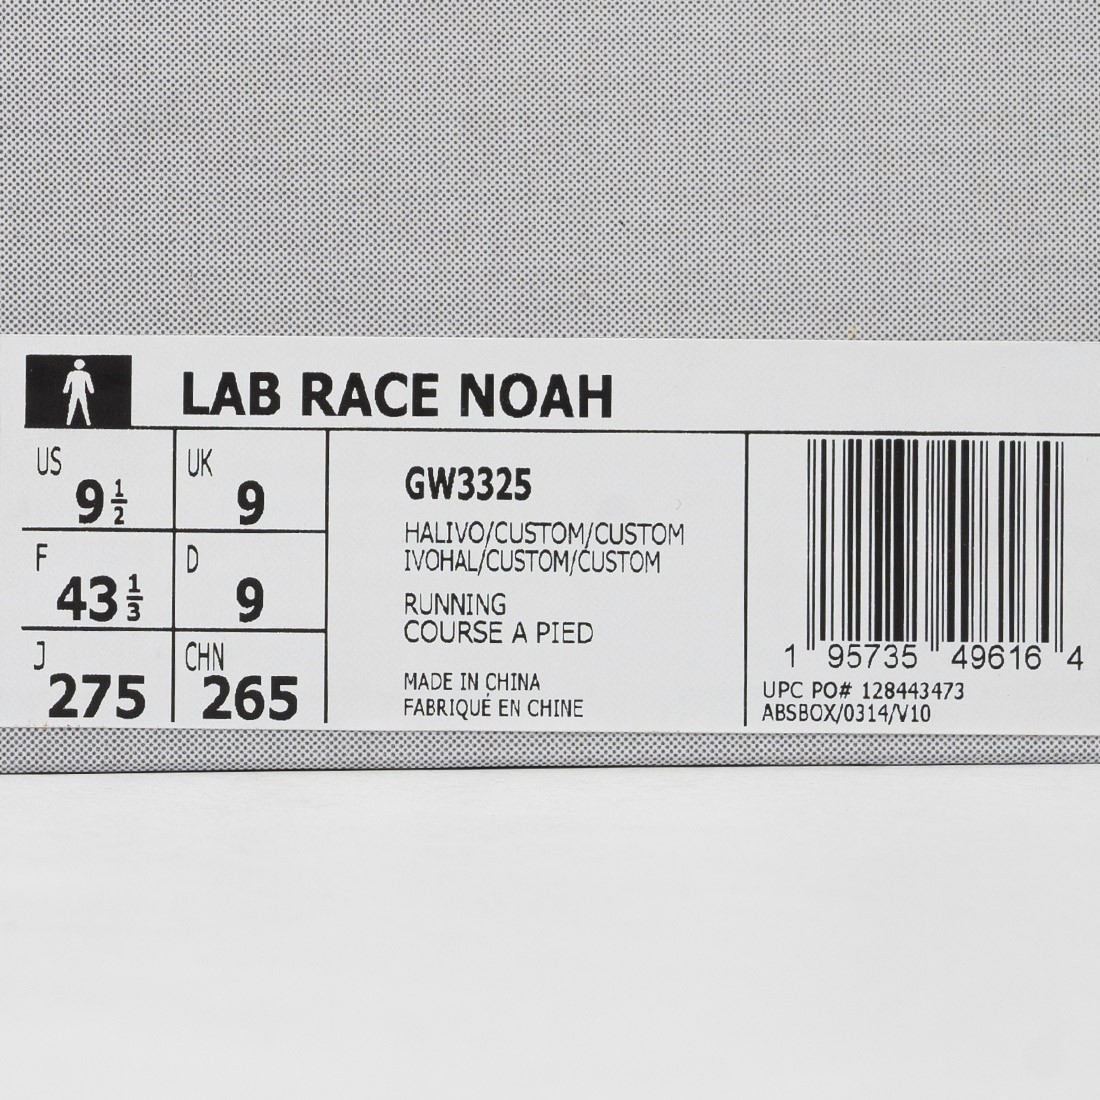 LAB RACE NOAH
US 9 1/2
UK 9
F 43 1/3
D 9
J 275
CHN 265
GW3325
HALIVO/CUSTOM/CUSTOM
IVOHAL/CUSTOM/CUSTOM
RUNNING
COURSE A PIED
MADE IN CHINA
FABRIQUÉ EN CHINE
1 95735 49616 4
UPC PO# 128443473
ABSBOX/0314/V10